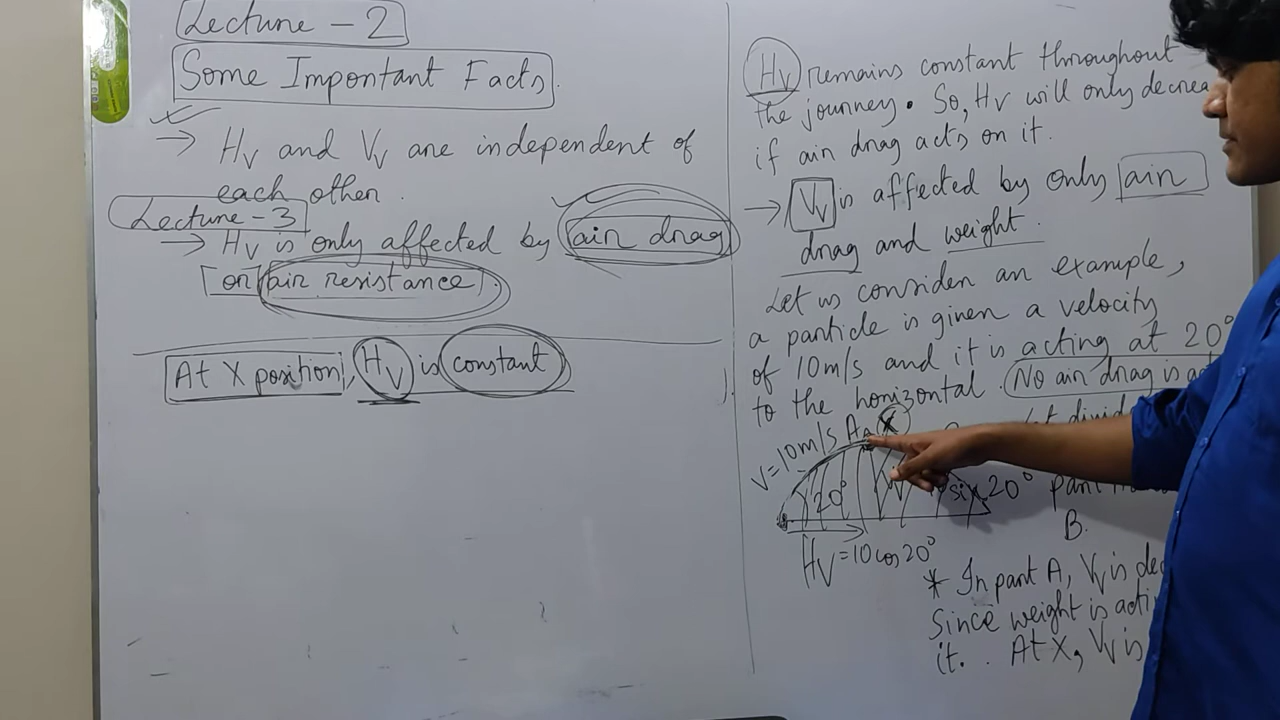 Lecture - 2
Some Important Facts.
→ Hv and Vv are independent of
each other.
Lecture - 3
→ Hv is only affected by air drag
or air resistance.
At X position, Hv is constant
Hv remains constant throughout
the journey. So, Hv will only decrea
if air drag acts on it.
→ Vv is affected by only air
drag and weight.
Let us consider an example,
a particle is given a velocity
of 10m/s and it is acting at 20°
to the horizontal. No air drag is
V=10m/s A X
20° sin 20°
B.
Hv = 10 cos 20°
* In part A, Vv is
Since weight is
it. At X, Vv is